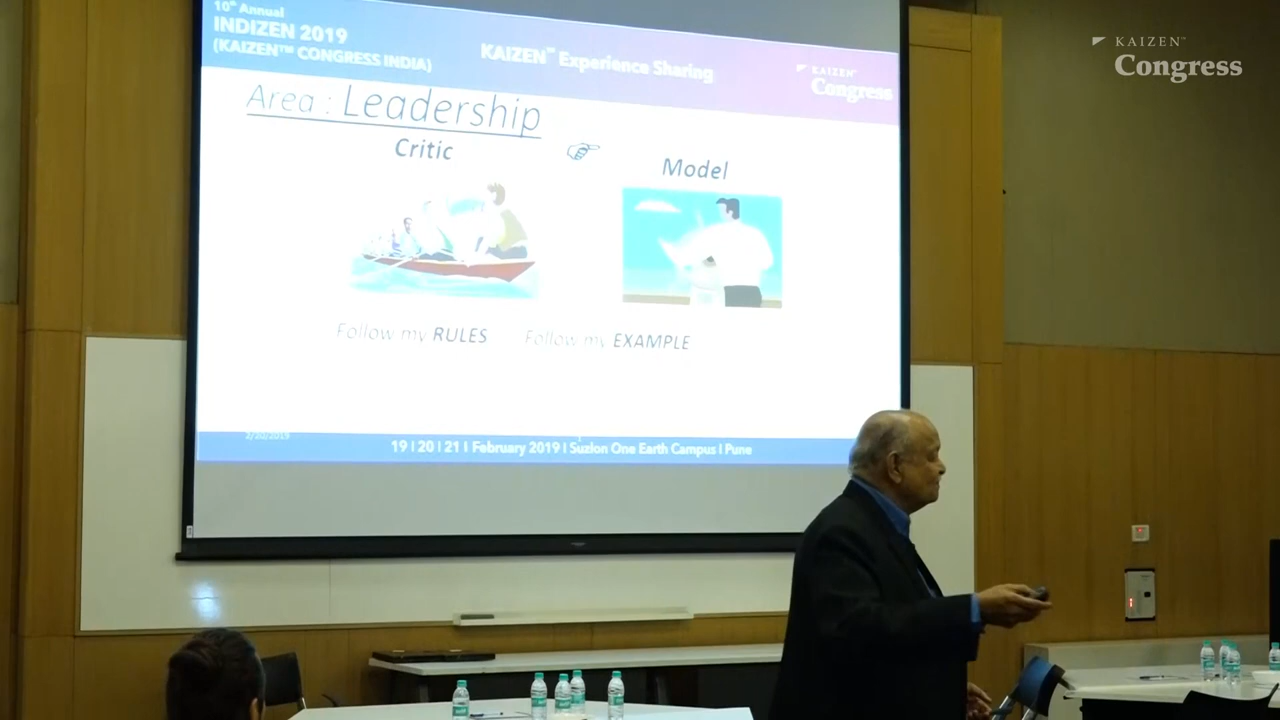 10th Annual
INDIZEN 2019
(KAIZEN™ CONGRESS INDIA)
KAIZEN™ Experience Sharing
KAIZEN™
Congress
Area : Leadership
Critic
Model
Follow my RULES
Follow my EXAMPLE
2/20/2019
19 | 20 | 21 | February 2019 | Suzlon One Earth Campus | Pune
KAIZEN™
Congress